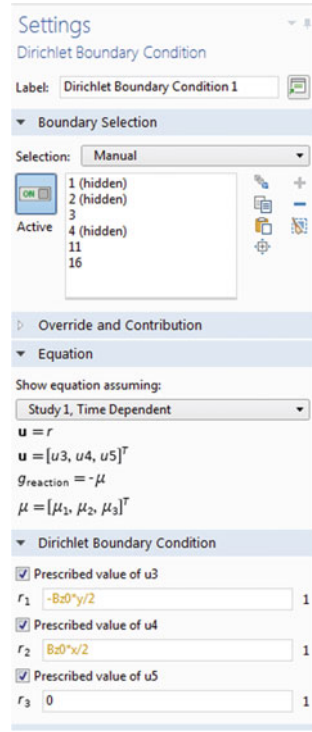 Settings
Dirichlet Boundary Condition
Label: Dirichlet Boundary Condition 1
Boundary Selection
Selection: Manual
ON
Active
1 (hidden)
2 (hidden)
3
4 (hidden)
11
16
Override and Contribution
Equation
Show equation assuming:
Study 1, Time Dependent
u = r
u = [u3, u4, u5]ᵀ
g_reaction = -μ
μ = [μ₁, μ₂, μ₃]ᵀ
Dirichlet Boundary Condition
Prescribed value of u3
r₁ -Bz0*y/2 1
Prescribed value of u4
r₂ Bz0*x/2 1
Prescribed value of u5
r₃ 0 1